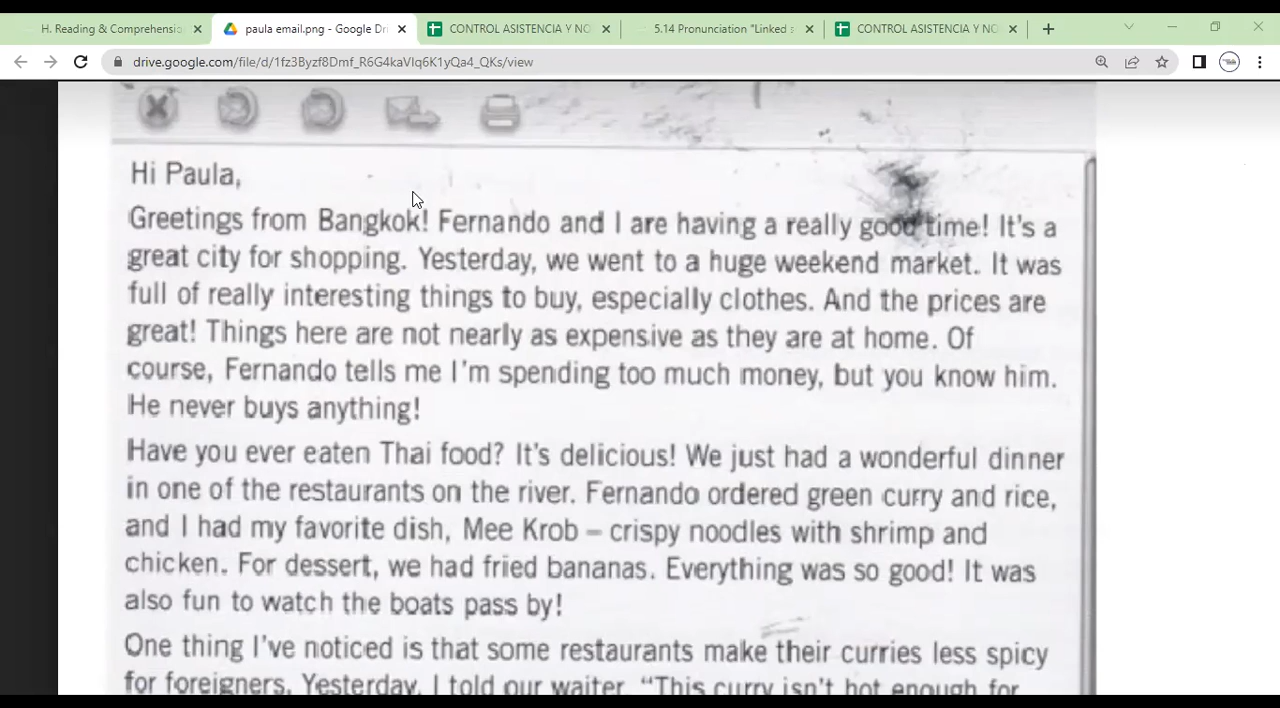 H. Reading & Comprehensio
paula email.png - Google Dri
CONTROL ASISTENCIA Y NO
5.14 Pronunciation "Linked s
CONTROL ASISTENCIA Y NO
drive.google.com/file/d/1fz3Byzf8Dmf_R6G4kaVIq6K1yQa4_QKs/view
Hi Paula,
Greetings from Bangkok! Fernando and I are having a really good time! It's a
great city for shopping. Yesterday, we went to a huge weekend market. It was
full of really interesting things to buy, especially clothes. And the prices are
great! Things here are not nearly as expensive as they are at home. Of
course, Fernando tells me I'm spending too much money, but you know him.
He never buys anything!
Have you ever eaten Thai food? It's delicious! We just had a wonderful dinner
in one of the restaurants on the river. Fernando ordered green curry and rice,
and I had my favorite dish, Mee Krob – crispy noodles with shrimp and
chicken. For dessert, we had fried bananas. Everything was so good! It was
also fun to watch the boats pass by!
One thing I've noticed is that some restaurants make their curries less spicy
for foreigners. Yesterday, I told our waiter, "This curry isn't hot enough for